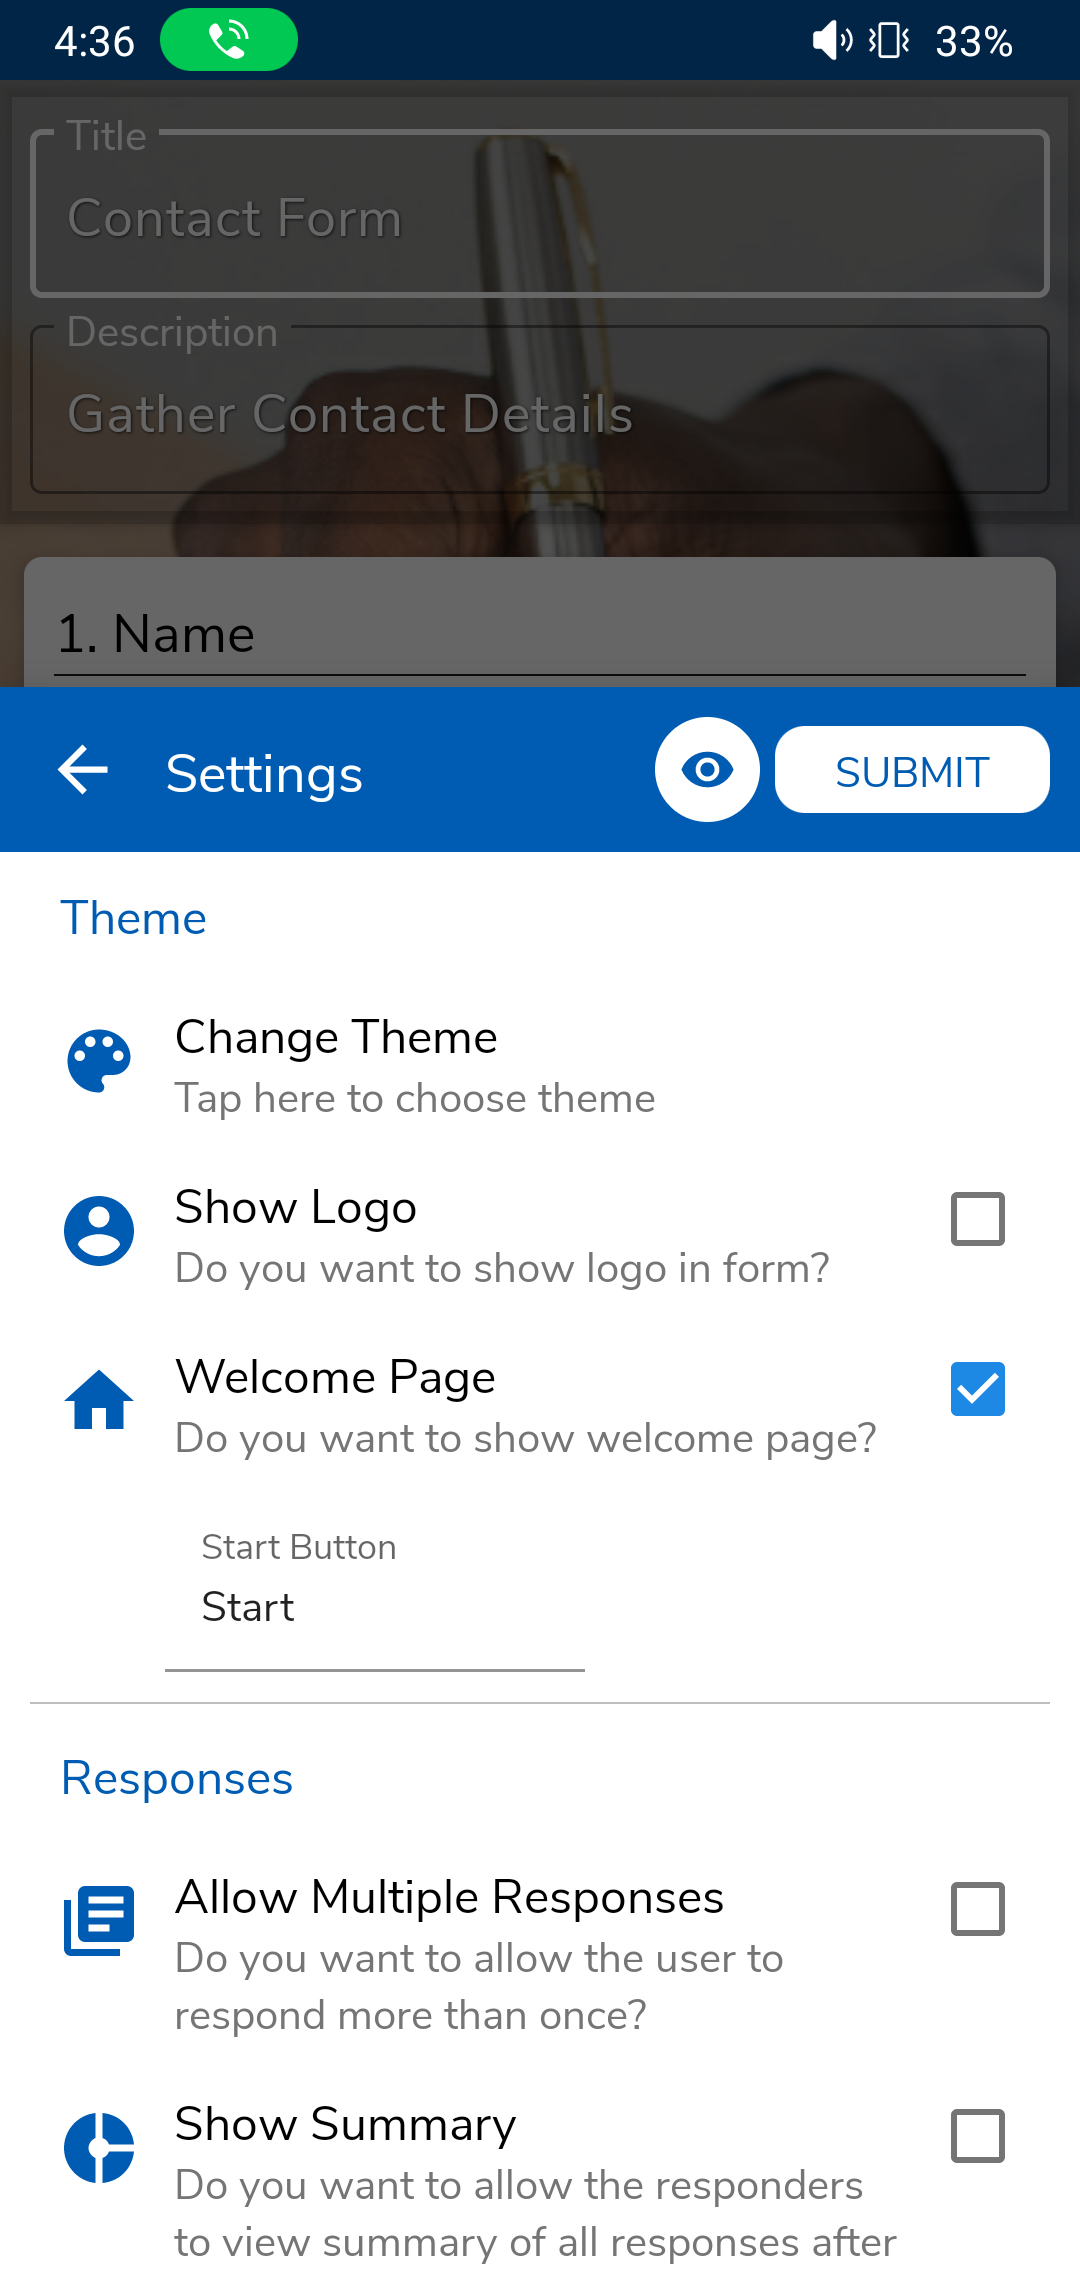 4:36
33%
Title
Contact Form
Description
Gather Contact Details
1. Name
Settings
SUBMIT
Theme
Change Theme
Tap here to choose theme
Show Logo
Do you want to show logo in form?
Welcome Page
Do you want to show welcome page?
Start Button
Start
Responses
Allow Multiple Responses
Do you want to allow the user to
respond more than once?
Show Summary
Do you want to allow the responders
to view summary of all responses after